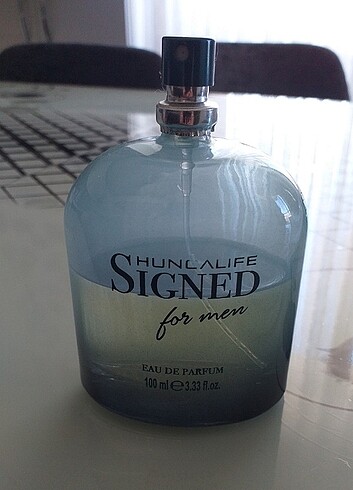 HUNCALIFE
SIGNED
for men
EAU DE PARFUM
100 ml ℮ 3,33 fl.oz.